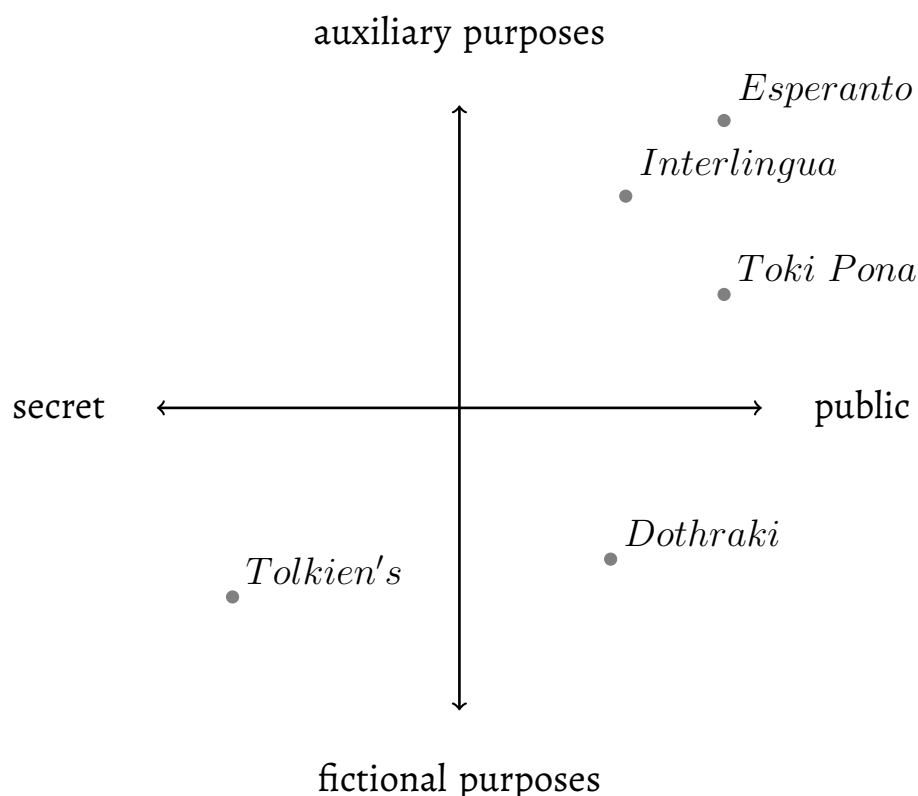 auxiliary purposes
Esperanto
Interlingua
Toki Pona
secret
public
Dothraki
Tolkien's
fictional purposes